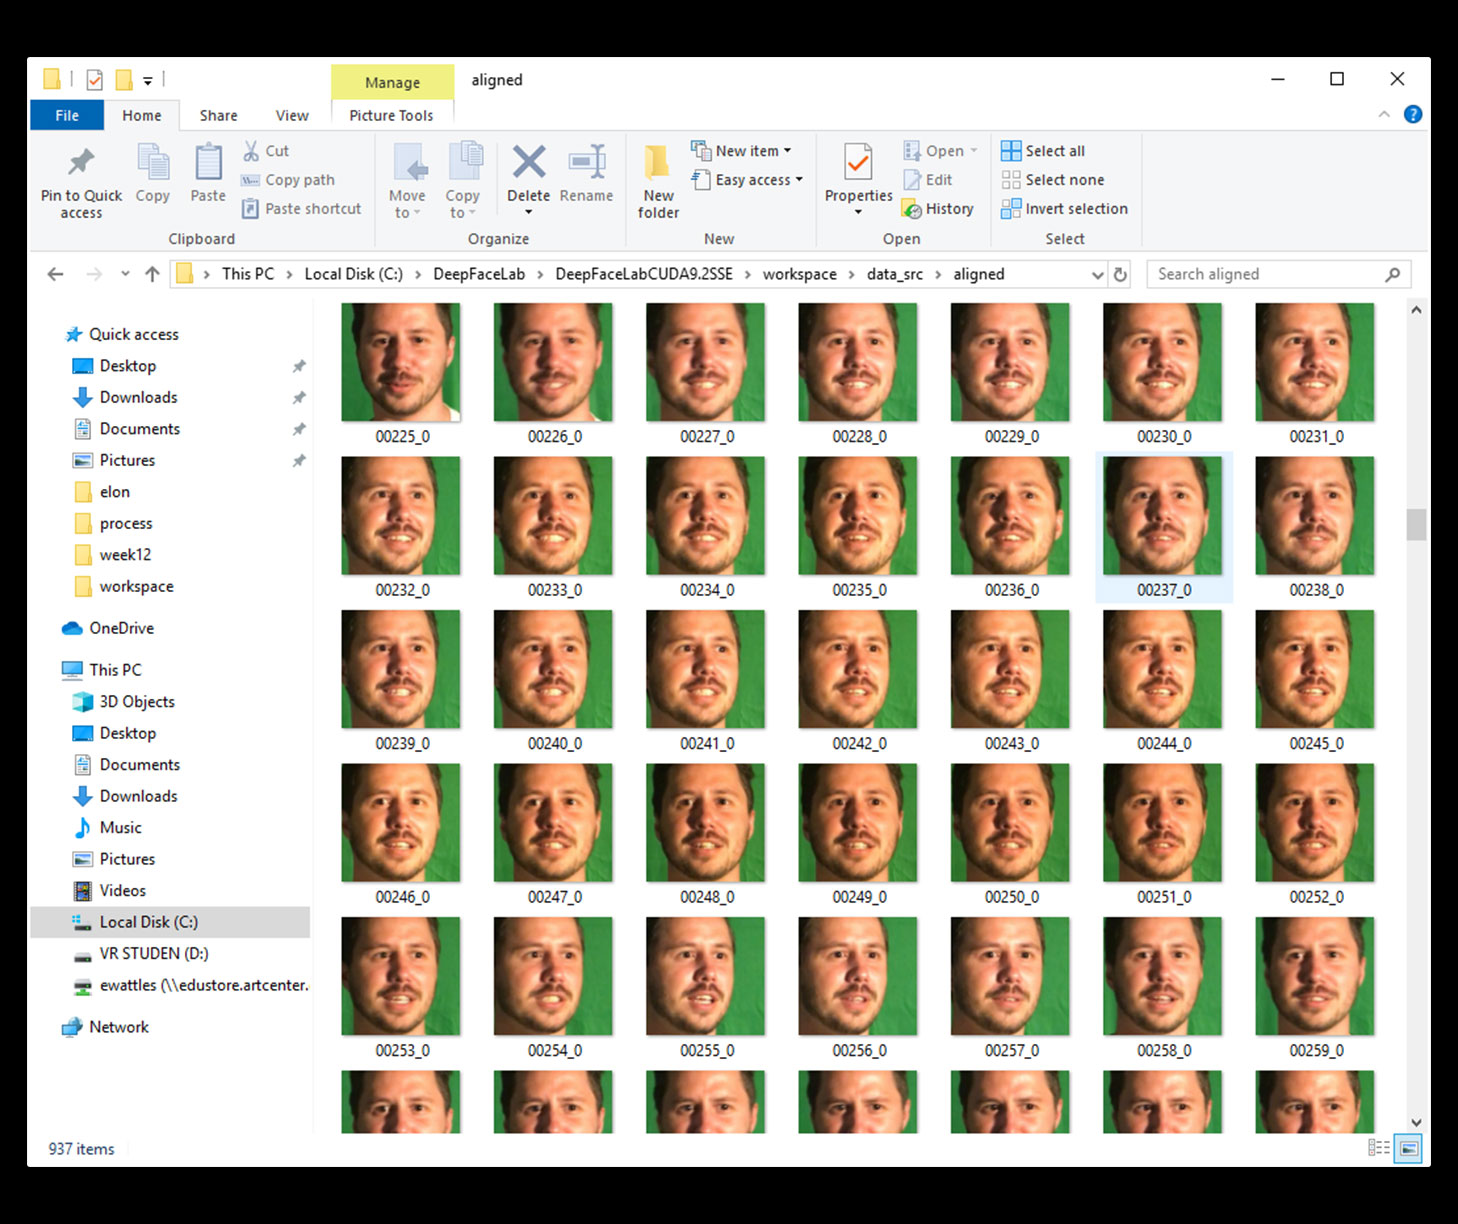 Manage aligned
File Home Share View Picture Tools
Pin to Quick access
Copy
Paste
Cut
Copy path
Paste shortcut
Clipboard
Move to
Copy to
Delete
Rename
Organize
New folder
New item
Easy access
New
Properties
Open
Edit
History
Open
Select all
Select none
Invert selection
Select
This PC > Local Disk (C:) > DeepFaceLab > DeepFaceLabCUDA9.2SSE > workspace > data_src > aligned
Search aligned
Quick access
Desktop
Downloads
Documents
Pictures
elon
process
week12
workspace
OneDrive
This PC
3D Objects
Desktop
Documents
Downloads
Music
Pictures
Videos
Local Disk (C:)
VR STUDEN (D:)
ewattles (\\edustore.artcenter.
Network
00225_0 00226_0 00227_0 00228_0 00229_0 00230_0 00231_0
00232_0 00233_0 00234_0 00235_0 00236_0 00237_0 00238_0
00239_0 00240_0 00241_0 00242_0 00243_0 00244_0 00245_0
00246_0 00247_0 00248_0 00249_0 00250_0 00251_0 00252_0
00253_0 00254_0 00255_0 00256_0 00257_0 00258_0 00259_0
937 items